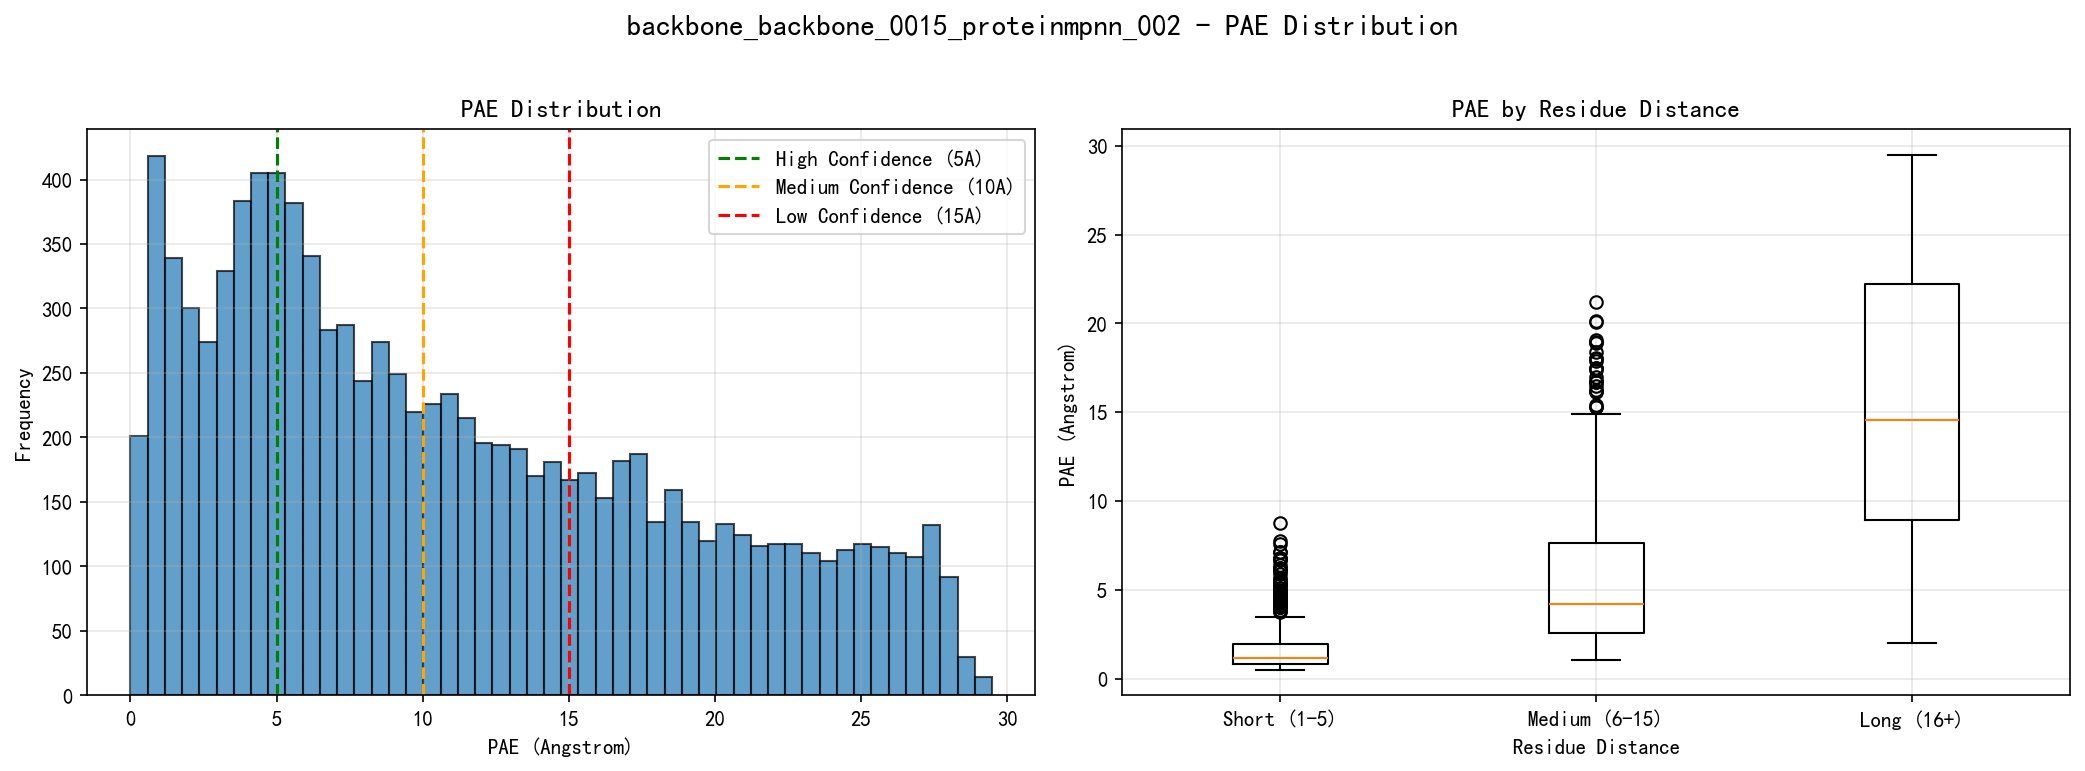 backbone_backbone_0015_proteinmpnn_002 - PAE Distribution
PAE Distribution
High Confidence (5A)
Medium Confidence (10A)
Low Confidence (15A)
Frequency
400
350
300
250
200
150
100
50
0
0 5 10 15 20 25 30
PAE (Angstrom)
PAE by Residue Distance
PAE (Angstrom)
30
25
20
15
10
5
0
Short (1-5) Medium (6-15) Long (16+)
Residue Distance